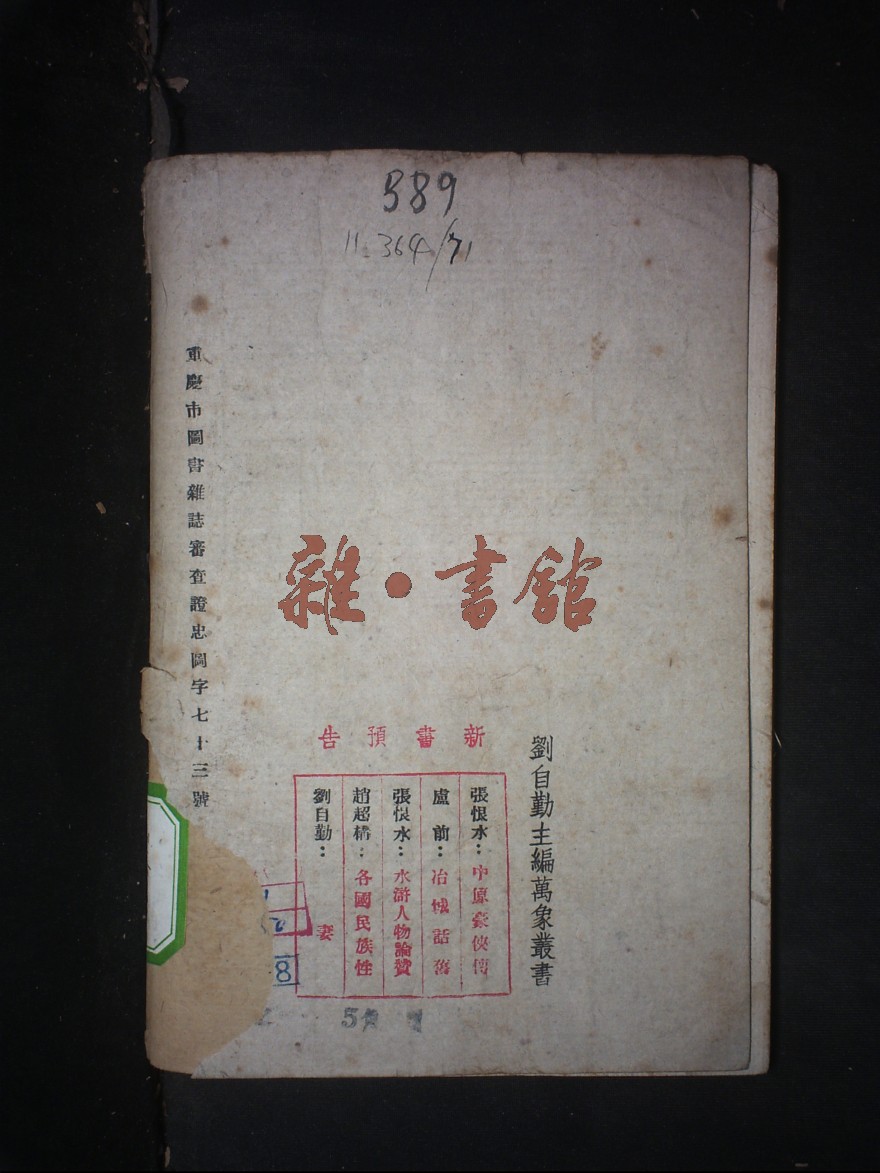 389
11.364/71
雜·書館
劉自勤主編萬象叢書
新書預告
張恨水：中原豪俠傳
盧前：冶城話舊
張恨水：水滸人物論贊
趙超構：各國民族性
劉自勤：妻
重慶市圖書雜誌審查證忠圖字七十三號
8
5